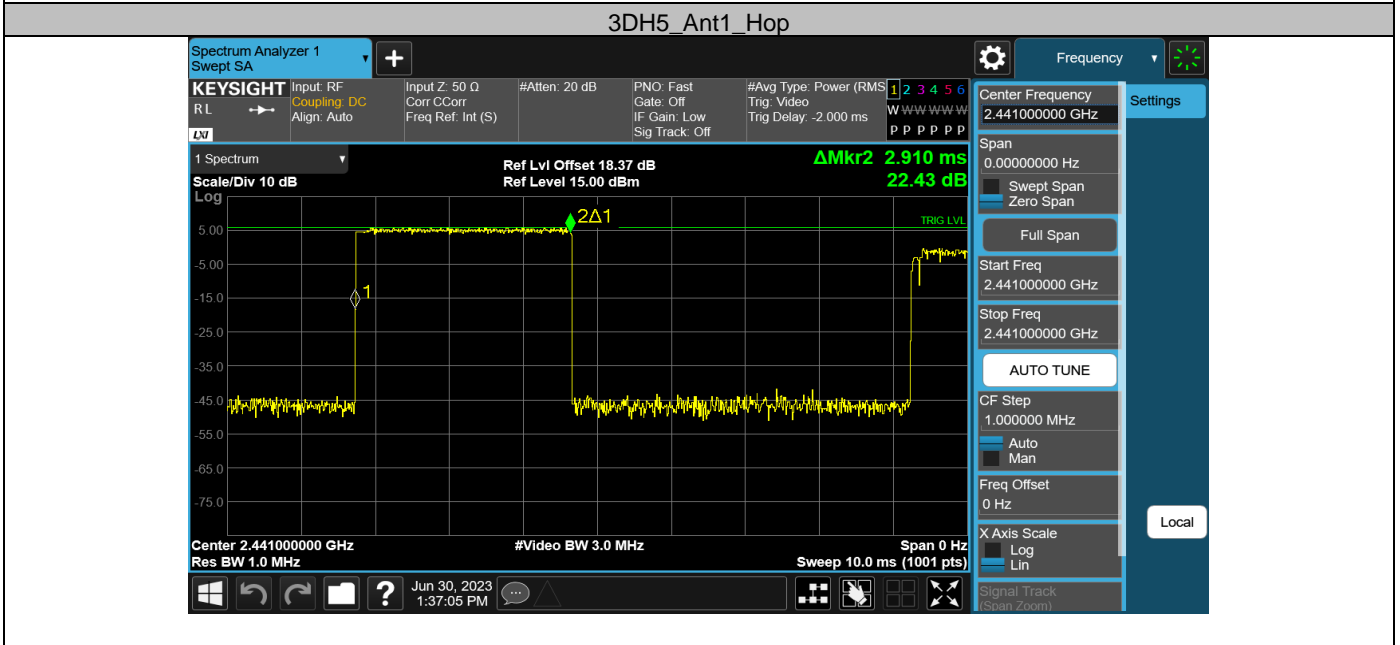 3DH5_Ant1_Hop
Spectrum Analyzer 1
Swept SA
Frequency
KEYSIGHT
RL
LXI
Input: RF
Coupling: DC
Align: Auto
Input Z: 50 Ω
Corr CCorr
Freq Ref: Int (S)
#Atten: 20 dB
PNO: Fast
Gate: Off
IF Gain: Low
Sig Track: Off
#Avg Type: Power (RMS
Trig: Video
Trig Delay: -2.000 ms
1 2 3 4 5 6
W W W W W W
P P P P P P
1 Spectrum
Scale/Div 10 dB
Log
Ref Lvl Offset 18.37 dB
Ref Level 15.00 dBm
ΔMkr2 2.910 ms
22.43 dB
2Δ1
TRIG LVL
1
5.00
-5.00
-15.0
-25.0
-35.0
-45.0
-55.0
-65.0
-75.0
Center 2.441000000 GHz
Res BW 1.0 MHz
#Video BW 3.0 MHz
Span 0 Hz
Sweep 10.0 ms (1001 pts)
Center Frequency
2.441000000 GHz
Settings
Span
0.00000000 Hz
Swept Span
Zero Span
Full Span
Start Freq
2.441000000 GHz
Stop Freq
2.441000000 GHz
AUTO TUNE
CF Step
1.000000 MHz
Auto
Man
Freq Offset
0 Hz
X Axis Scale
Log
Lin
Local
Signal Track
(Span Zoom)
?
Jun 30, 2023
1:37:05 PM